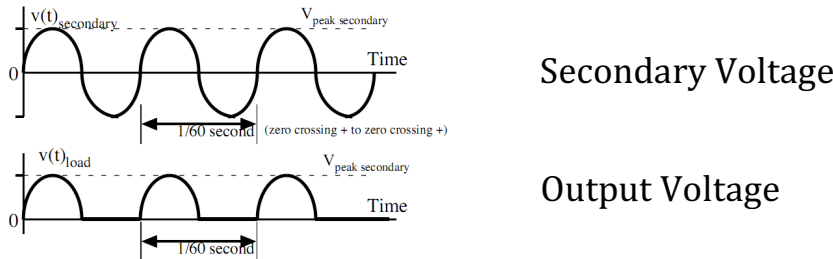 v(t)secondary
Vpeak secondary
Time
0
1/60 second (zero crossing + to zero crossing +)
Secondary Voltage
v(t)load
Vpeak secondary
Time
0
1/60 second
Output Voltage